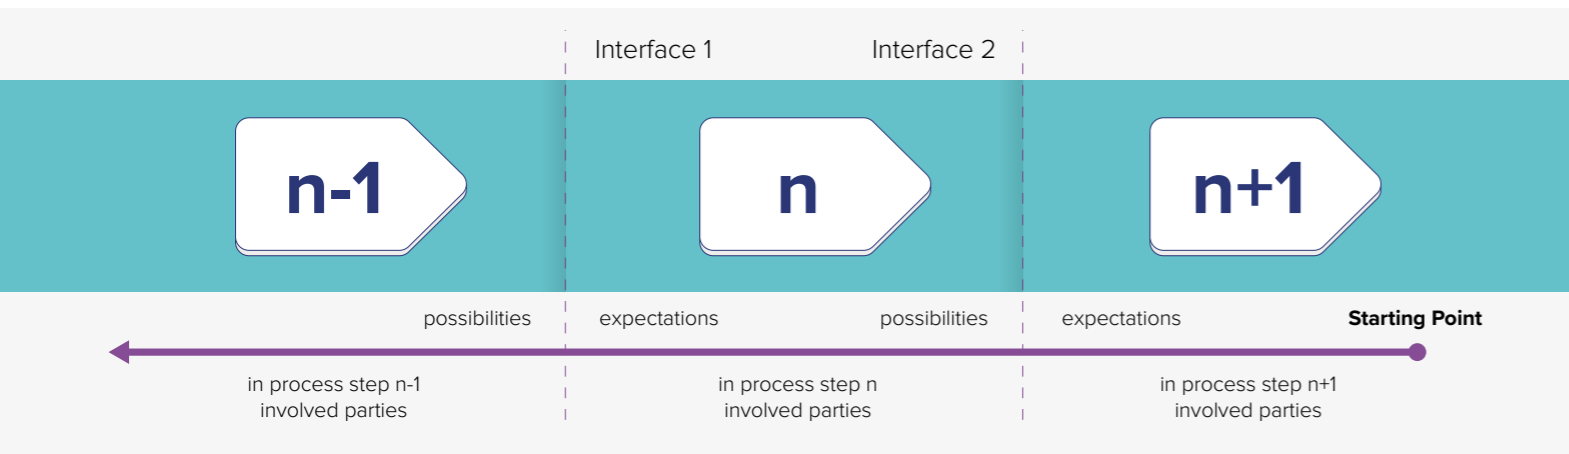 Interface 1
Interface 2
n-1
n
n+1
possibilities
expectations
possibilities
expectations
Starting Point
in process step n-1
involved parties
in process step n
involved parties
in process step n+1
involved parties